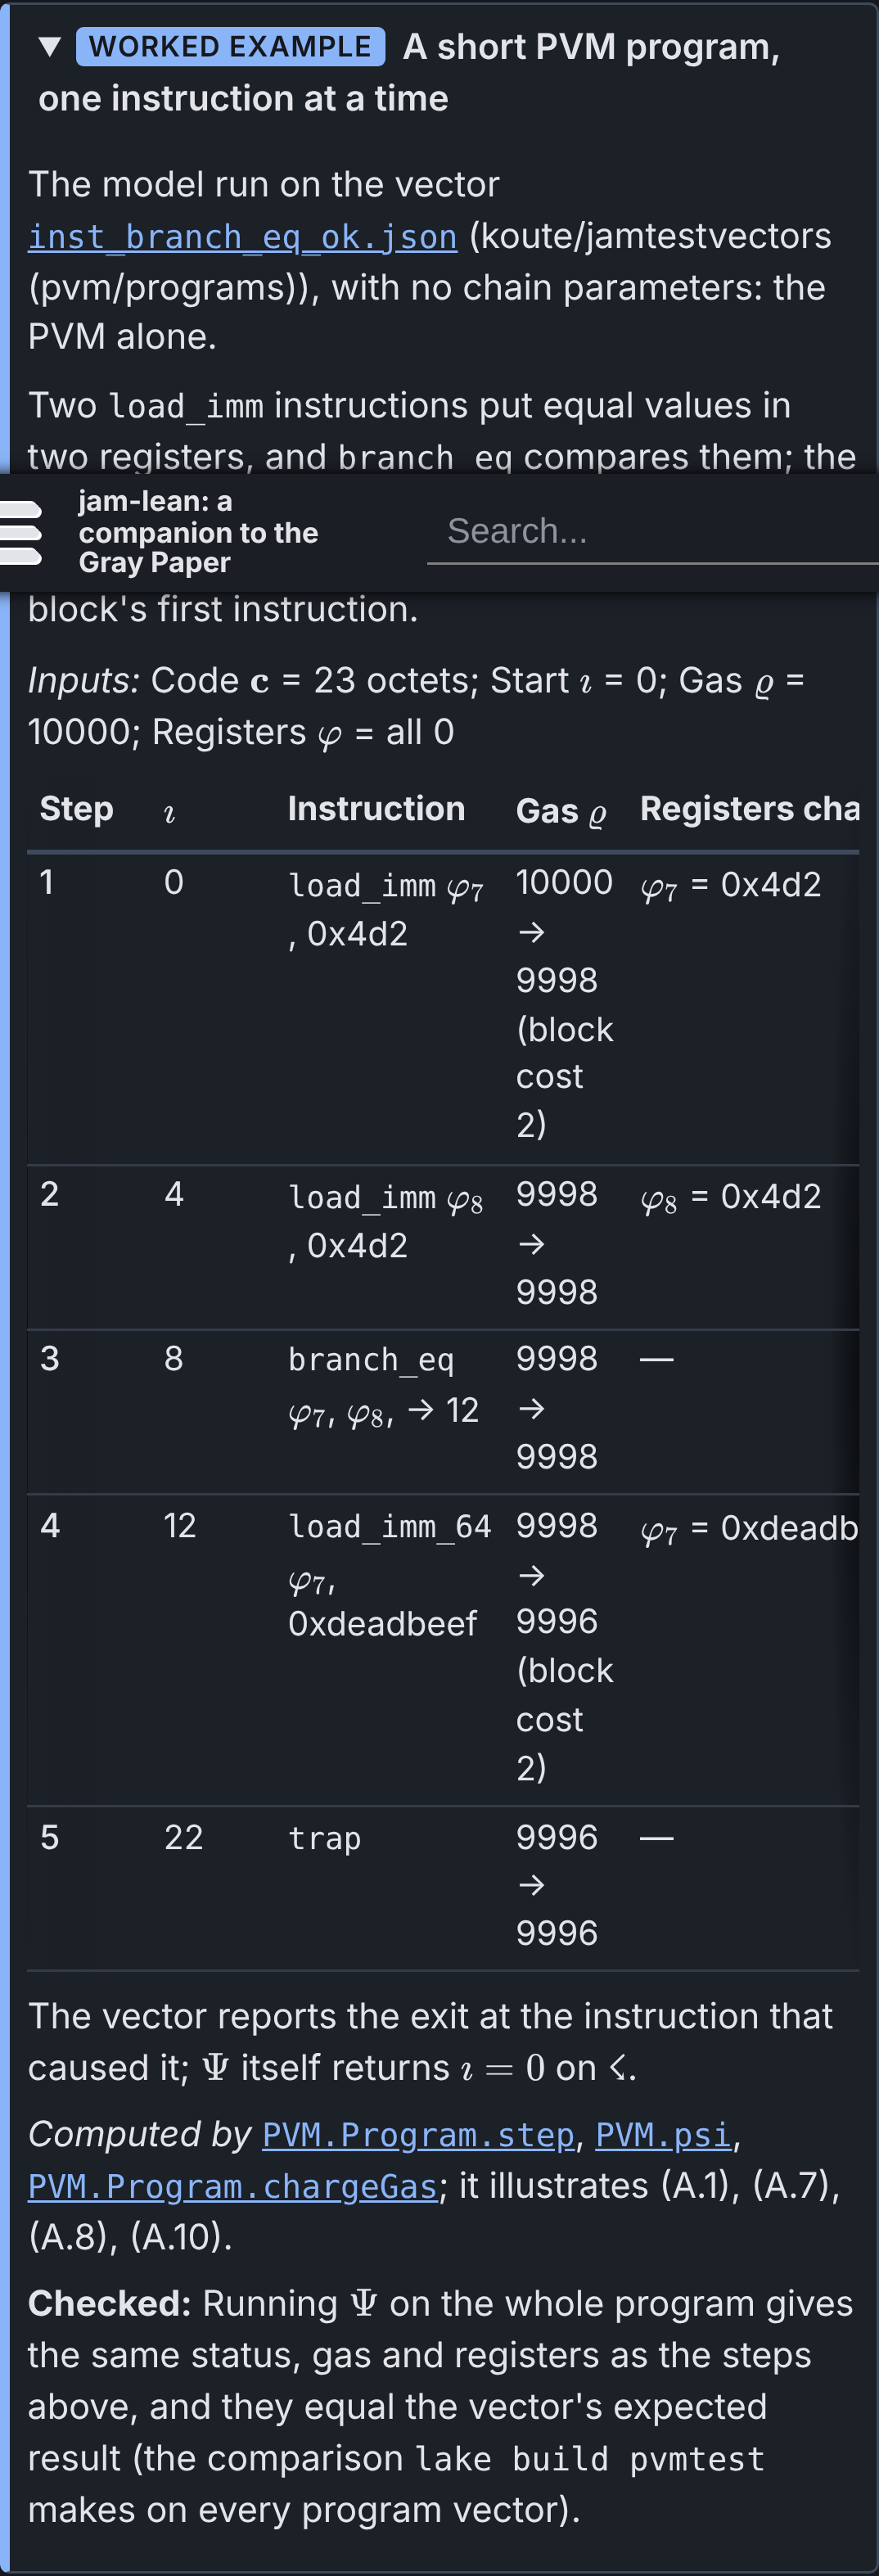 ▼ WORKED EXAMPLE A short PVM program,
one instruction at a time
The model run on the vector
inst_branch_eq_ok.json (koute/jamtestvectors
(pvm/programs)), with no chain parameters: the
PVM alone.
Two load_imm instructions put equal values in
two registers, and branch_eq compares them; the
jam-lean: a
companion to the
Gray Paper
Search...
block's first instruction.
Inputs: Code c = 23 octets; Start ı = 0; Gas ϱ =
10000; Registers φ = all 0
Step ı Instruction Gas ϱ Registers cha
1 0 load_imm φ₇ 10000 φ₇ = 0x4d2
, 0x4d2 →
9998
(block
cost
2)
2 4 load_imm φ₈ 9998 φ₈ = 0x4d2
, 0x4d2 →
9998
3 8 branch_eq 9998 —
φ₇, φ₈, → 12 →
9998
4 12 load_imm_64 9998 φ₇ = 0xdeadb
φ₇, →
0xdeadbeef 9996
(block
cost
2)
5 22 trap 9996 —
→
9996
The vector reports the exit at the instruction that
caused it; Ψ itself returns ı = 0 on ☇.
Computed by PVM.Program.step, PVM.psi,
PVM.Program.chargeGas; it illustrates (A.1), (A.7),
(A.8), (A.10).
Checked: Running Ψ on the whole program gives
the same status, gas and registers as the steps
above, and they equal the vector's expected
result (the comparison lake build pvmtest
makes on every program vector).